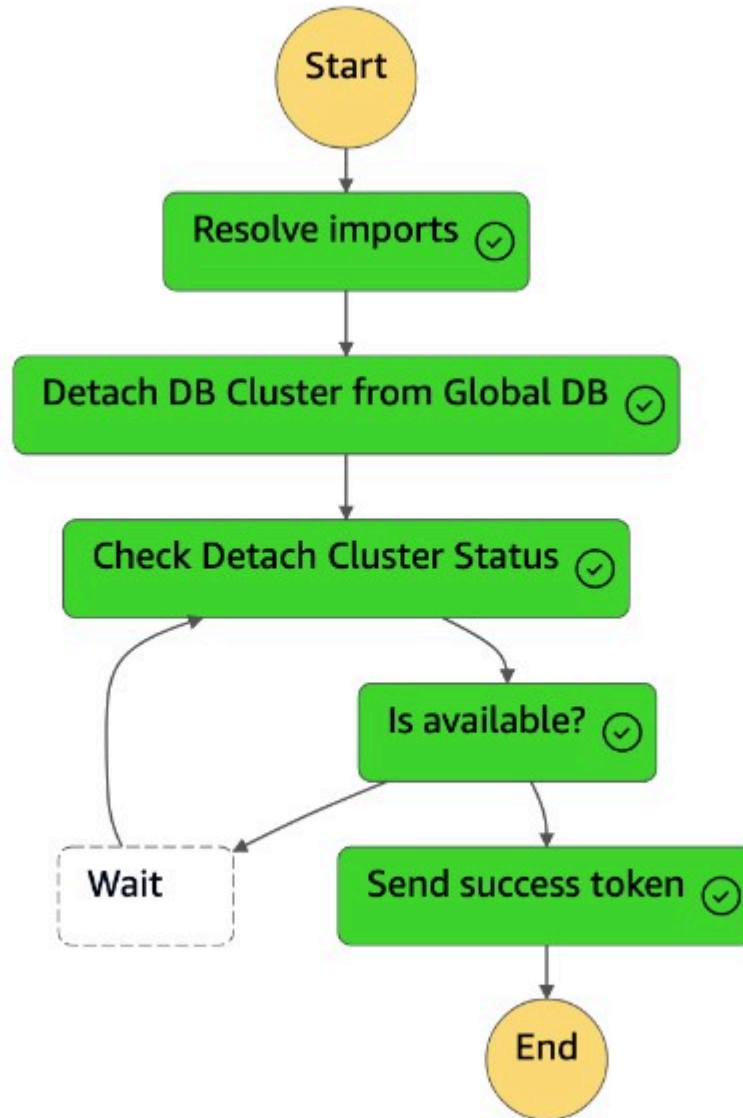 Start
Resolve imports
Detach DB Cluster from Global DB
Check Detach Cluster Status
Is available?
Wait
Send success token
End